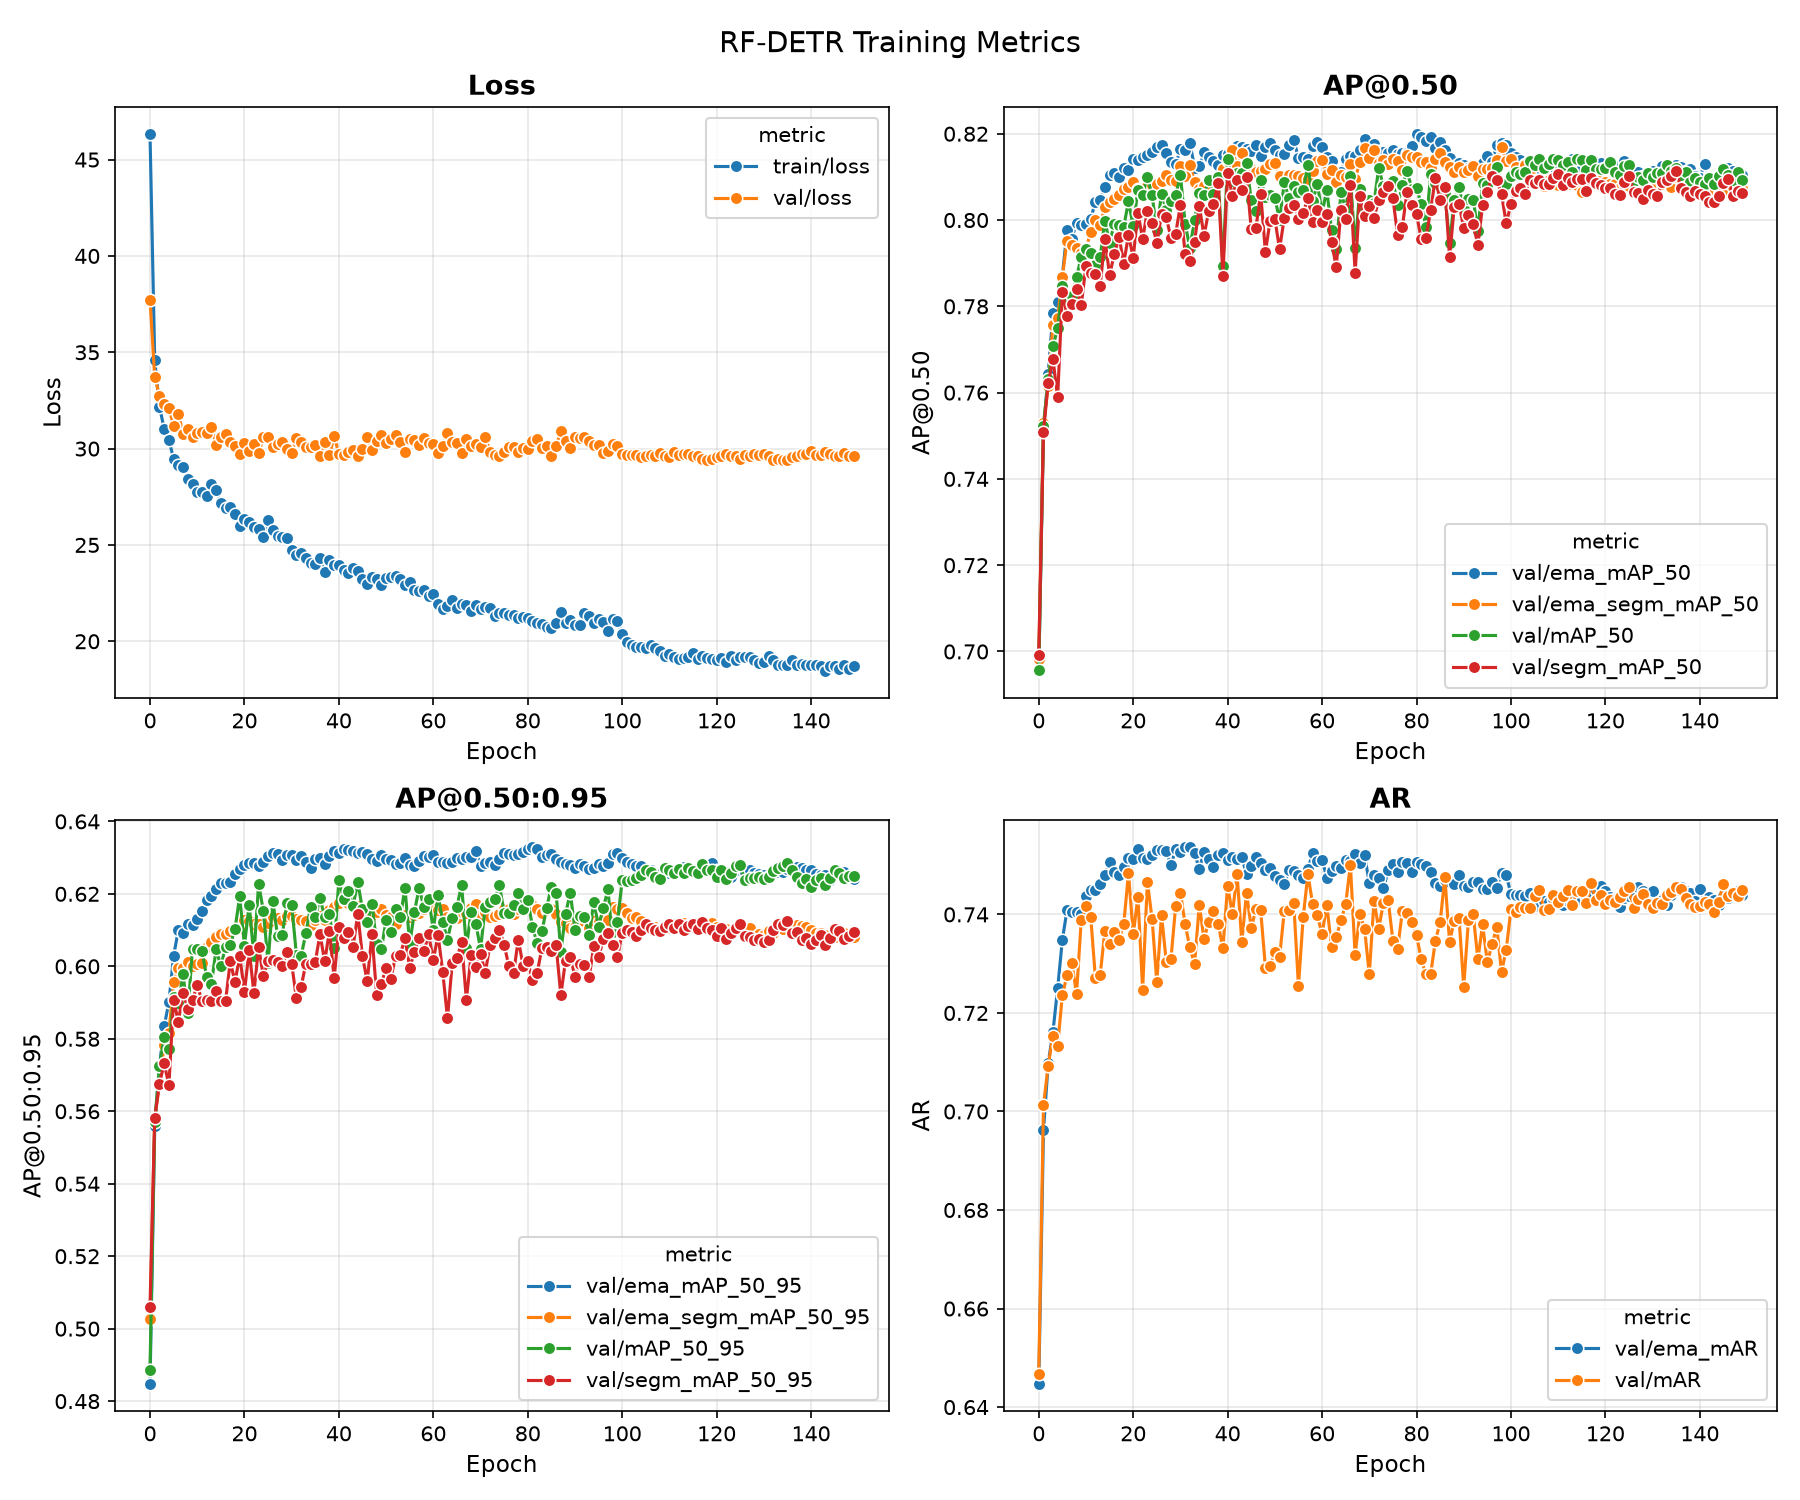 RF-DETR Training Metrics
Loss
metric
train/loss
val/loss
45
40
35
30
25
20
Loss
0 20 40 60 80 100 120 140
Epoch
AP@0.50
0.82
0.80
0.78
0.76
0.74
0.72
0.70
AP@0.50
metric
val/ema_mAP_50
val/ema_segm_mAP_50
val/mAP_50
val/segm_mAP_50
0 20 40 60 80 100 120 140
Epoch
AP@0.50:0.95
0.64
0.62
0.60
0.58
0.56
0.54
0.52
0.50
0.48
AP@0.50:0.95
metric
val/ema_mAP_50_95
val/ema_segm_mAP_50_95
val/mAP_50_95
val/segm_mAP_50_95
0 20 40 60 80 100 120 140
Epoch
AR
0.74
0.72
0.70
0.68
0.66
0.64
AR
metric
val/ema_mAR
val/mAR
0 20 40 60 80 100 120 140
Epoch